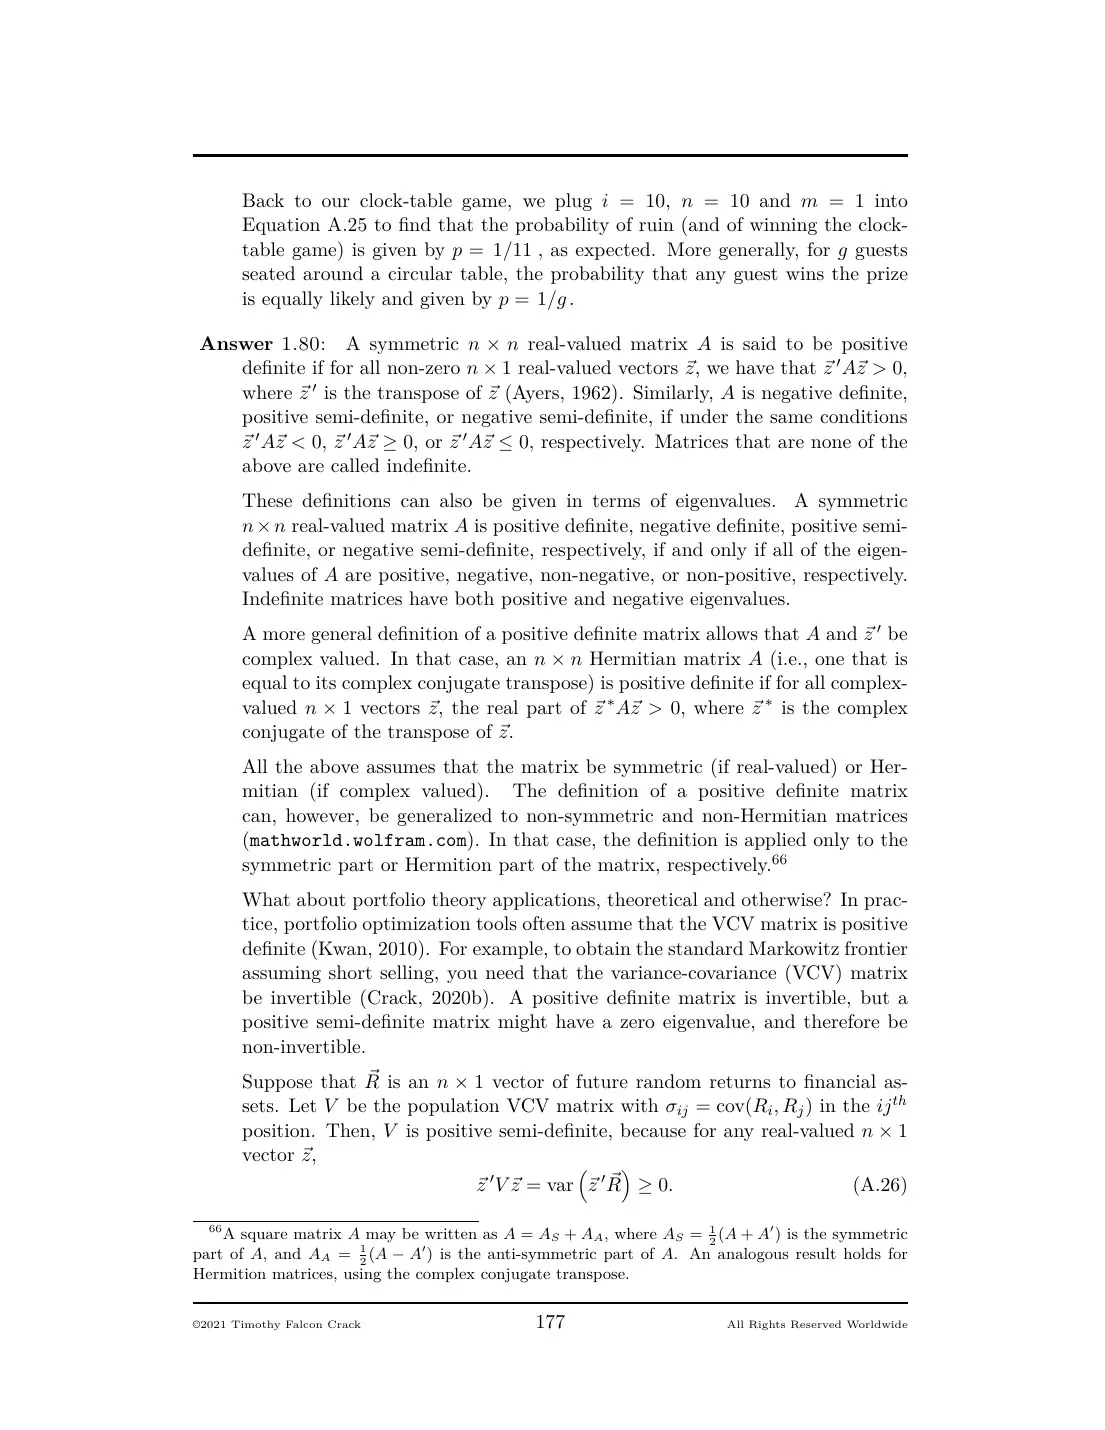 Back to our clock-table game, we plug i = 10, n = 10 and m = 1 into
Equation A.25 to find that the probability of ruin (and of winning the clock-
table game) is given by p = 1/11 , as expected. More generally, for g guests
seated around a circular table, the probability that any guest wins the prize
is equally likely and given by p = 1/g .
Answer 1.80: A symmetric n × n real-valued matrix A is said to be positive
definite if for all non-zero n × 1 real-valued vectors z⃗, we have that z⃗ ′Az⃗ > 0,
where z⃗ ′ is the transpose of z⃗ (Ayers, 1962). Similarly, A is negative definite,
positive semi-definite, or negative semi-definite, if under the same conditions
z⃗ ′Az⃗ < 0, z⃗ ′Az⃗ ≥ 0, or z⃗ ′Az⃗ ≤ 0, respectively. Matrices that are none of the
above are called indefinite.
These definitions can also be given in terms of eigenvalues. A symmetric
n × n real-valued matrix A is positive definite, negative definite, positive semi-
definite, or negative semi-definite, respectively, if and only if all of the eigen-
values of A are positive, negative, non-negative, or non-positive, respectively.
Indefinite matrices have both positive and negative eigenvalues.
A more general definition of a positive definite matrix allows that A and z⃗ ′ be
complex valued. In that case, an n × n Hermitian matrix A (i.e., one that is
equal to its complex conjugate transpose) is positive definite if for all complex-
valued n × 1 vectors z⃗, the real part of z⃗ *Az⃗ > 0, where z⃗ * is the complex
conjugate of the transpose of z⃗.
All the above assumes that the matrix be symmetric (if real-valued) or Her-
mitian (if complex valued). The definition of a positive definite matrix
can, however, be generalized to non-symmetric and non-Hermitian matrices
(mathworld.wolfram.com). In that case, the definition is applied only to the
symmetric part or Hermition part of the matrix, respectively.66
What about portfolio theory applications, theoretical and otherwise? In prac-
tice, portfolio optimization tools often assume that the VCV matrix is positive
definite (Kwan, 2010). For example, to obtain the standard Markowitz frontier
assuming short selling, you need that the variance-covariance (VCV) matrix
be invertible (Crack, 2020b). A positive definite matrix is invertible, but a
positive semi-definite matrix might have a zero eigenvalue, and therefore be
non-invertible.
Suppose that R⃗ is an n × 1 vector of future random returns to financial as-
sets. Let V be the population VCV matrix with σij = cov(Ri, Rj) in the ijth
position. Then, V is positive semi-definite, because for any real-valued n × 1
vector z⃗,
z⃗ ′V z⃗ = var (z⃗ ′R⃗) ≥ 0. (A.26)
66A square matrix A may be written as A = AS + AA, where AS = 1/2(A + A′) is the symmetric
part of A, and AA = 1/2(A − A′) is the anti-symmetric part of A. An analogous result holds for
Hermition matrices, using the complex conjugate transpose.
©2021 Timothy Falcon Crack 177 All Rights Reserved Worldwide